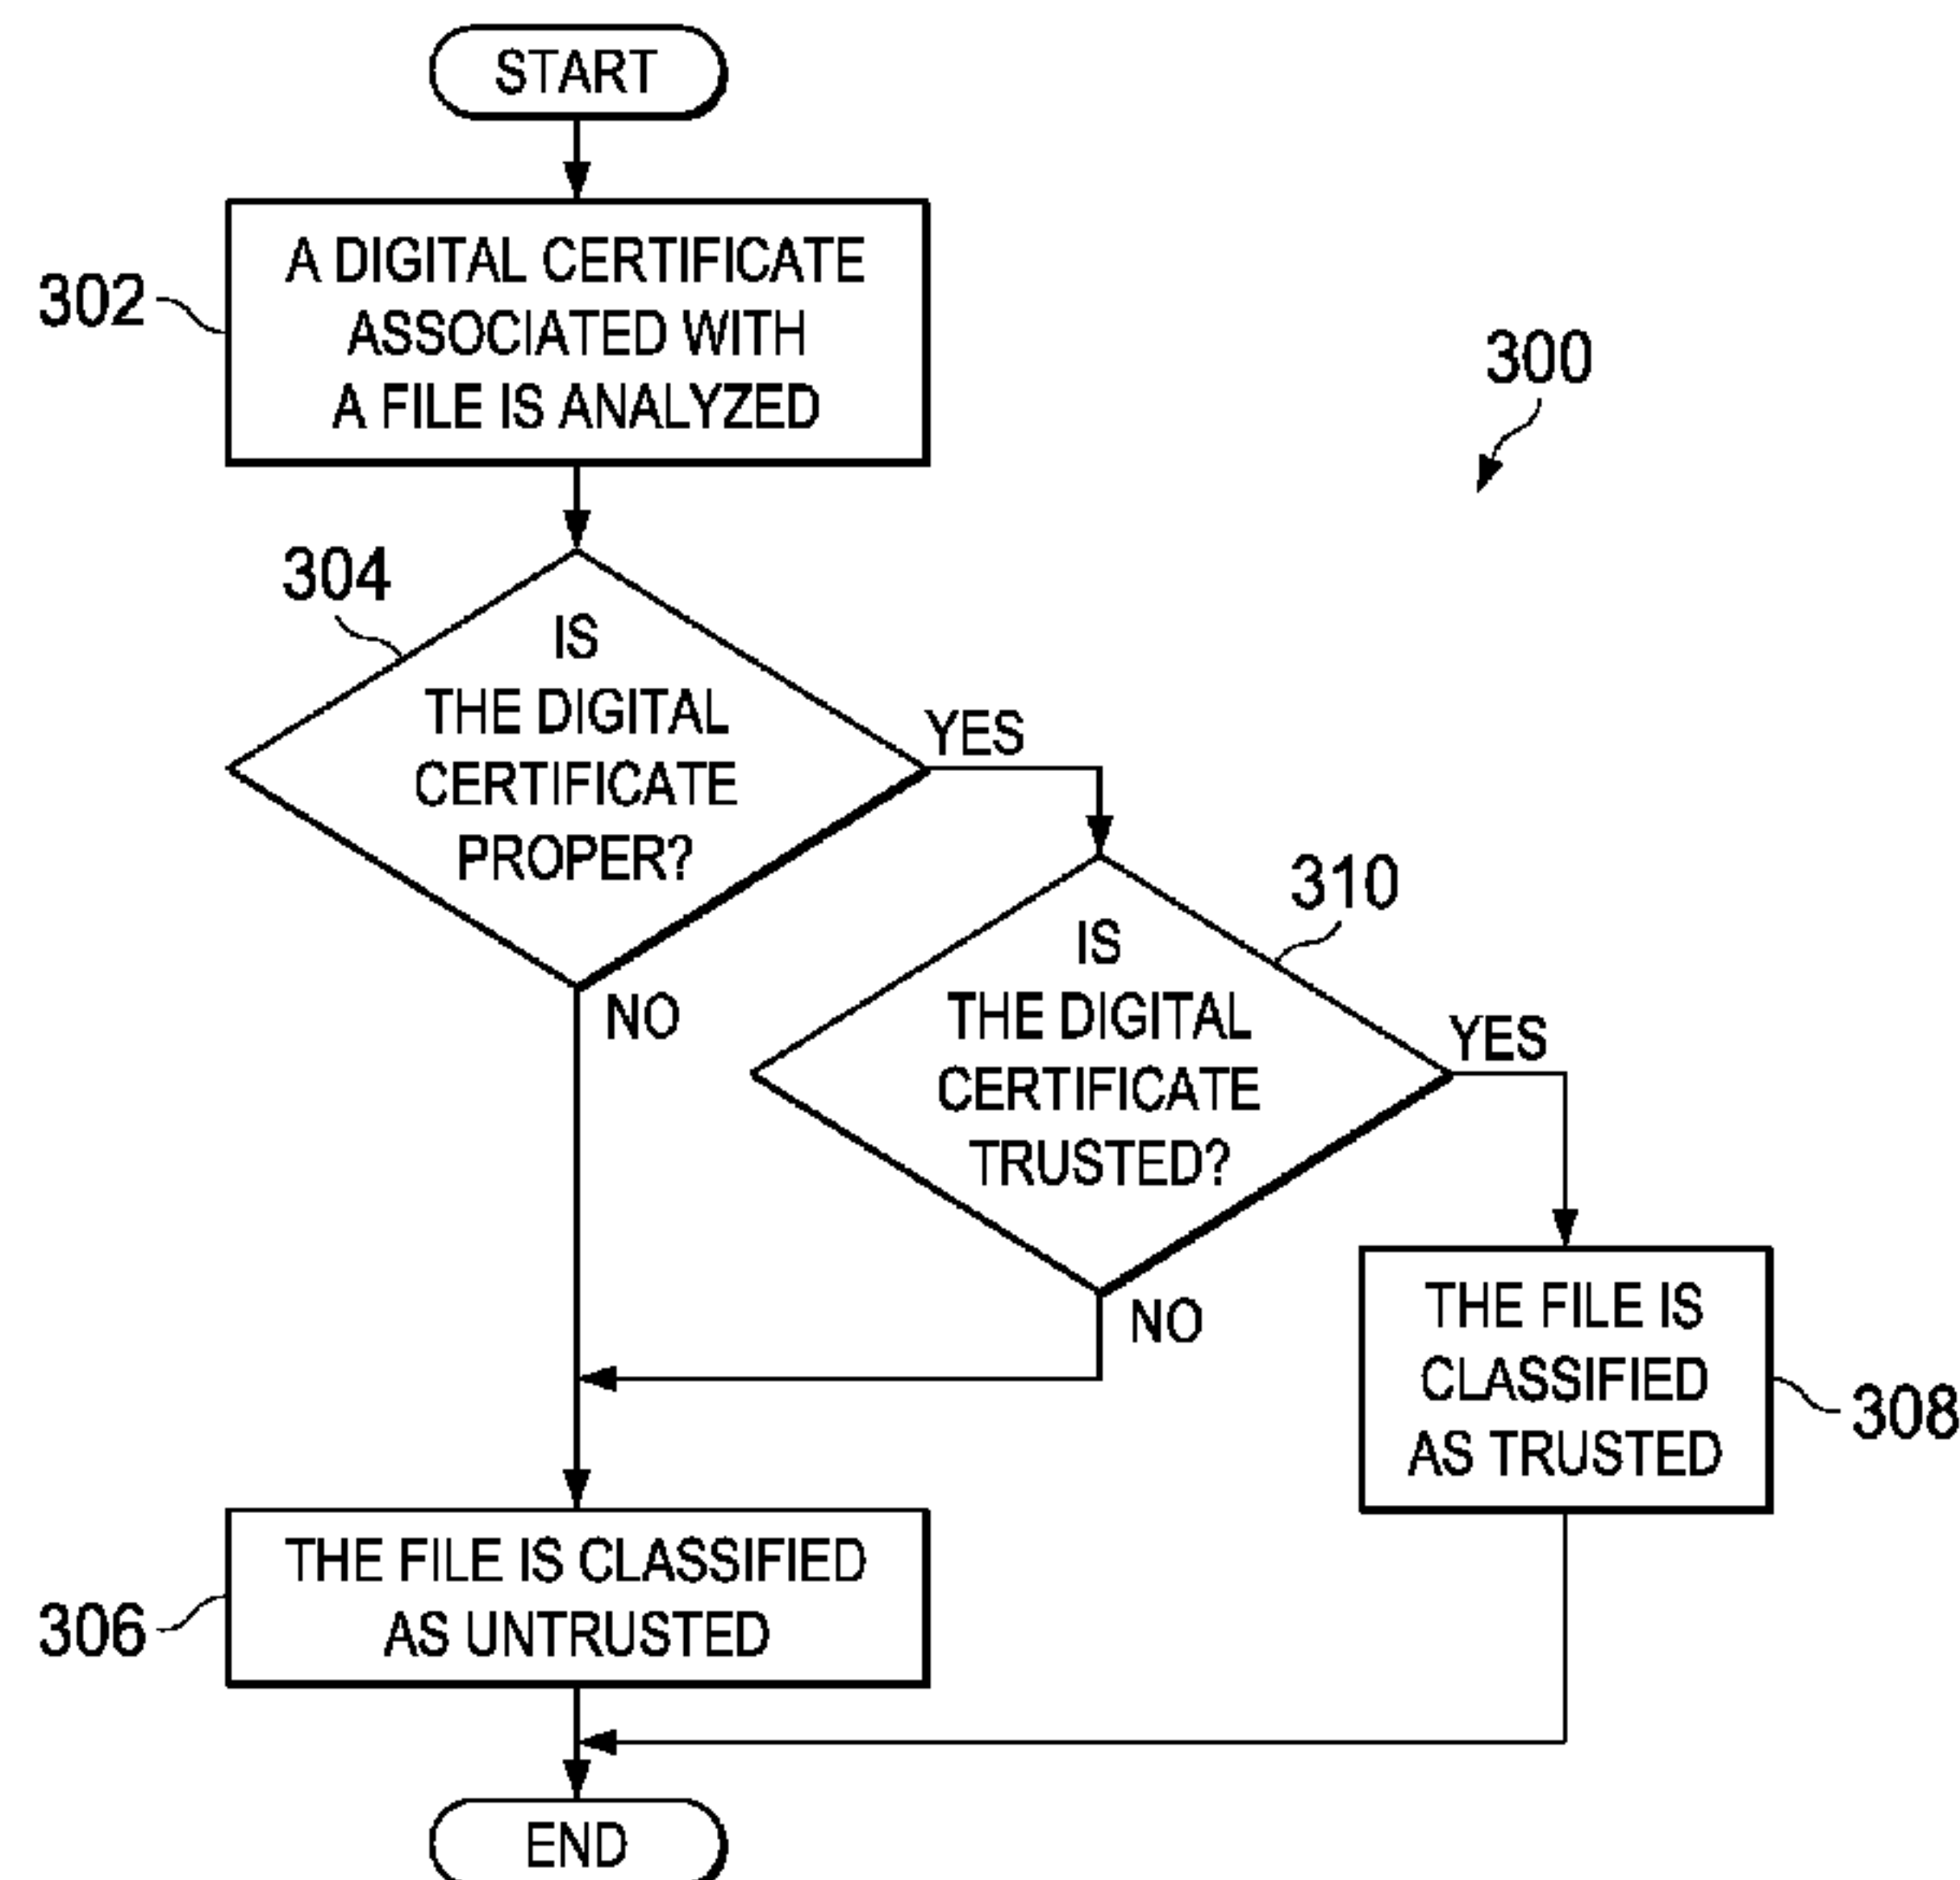 START
302
A DIGITAL CERTIFICATE
ASSOCIATED WITH
A FILE IS ANALYZED
300
304
IS
THE DIGITAL
CERTIFICATE
PROPER?
YES
NO
310
IS
THE DIGITAL
CERTIFICATE
TRUSTED?
YES
NO
THE FILE IS
CLASSIFIED
AS TRUSTED
308
306
THE FILE IS CLASSIFIED
AS UNTRUSTED
END